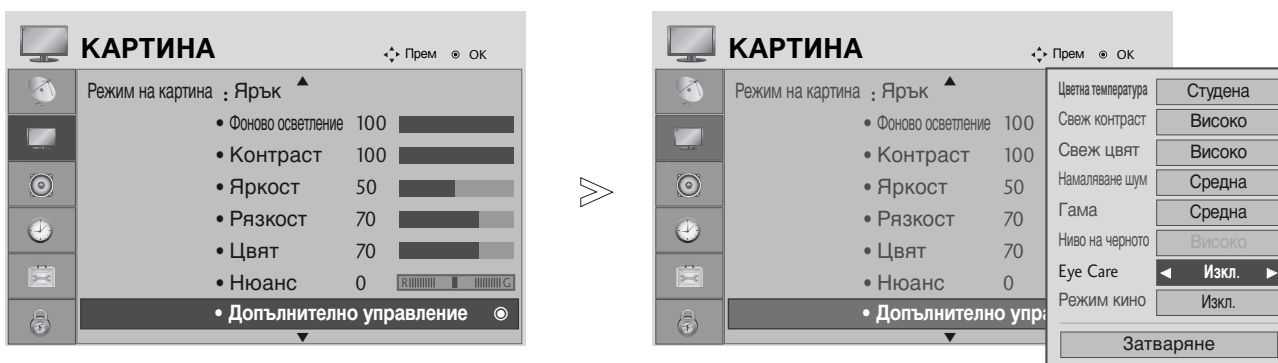 КАРТИНА
Прем OK
Режим на картина : Ярък
• Фоново осветление 100
• Контраст 100
• Яркост 50
• Рязкост 70
• Цвят 70
• Нюанс 0 R G
• Допълнително управление
КАРТИНА
Прем OK
Режим на картина : Ярък
• Фоново осветление 100
• Контраст 100
• Яркост 50
• Рязкост 70
• Цвят 70
• Нюанс 0
• Допълнително упра
Цветна температура Студена
Свеж контраст Високо
Свеж цвят Високо
Намаляване шум Средна
Гама Средна
Ниво на черното Високо
Eye Care Изкл.
Режим кино Изкл.
Затваряне